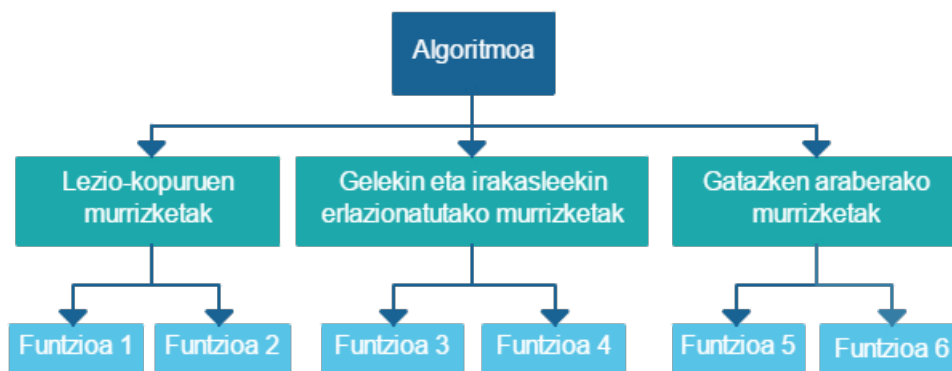 Algoritmoa
Lezio-kopuruen
murrizketak
Gelekin eta irakasleekin
erlazionatutako murrizketak
Gatazken araberako
murrizketak
Funtzioa 1
Funtzioa 2
Funtzioa 3
Funtzioa 4
Funtzioa 5
Funtzioa 6